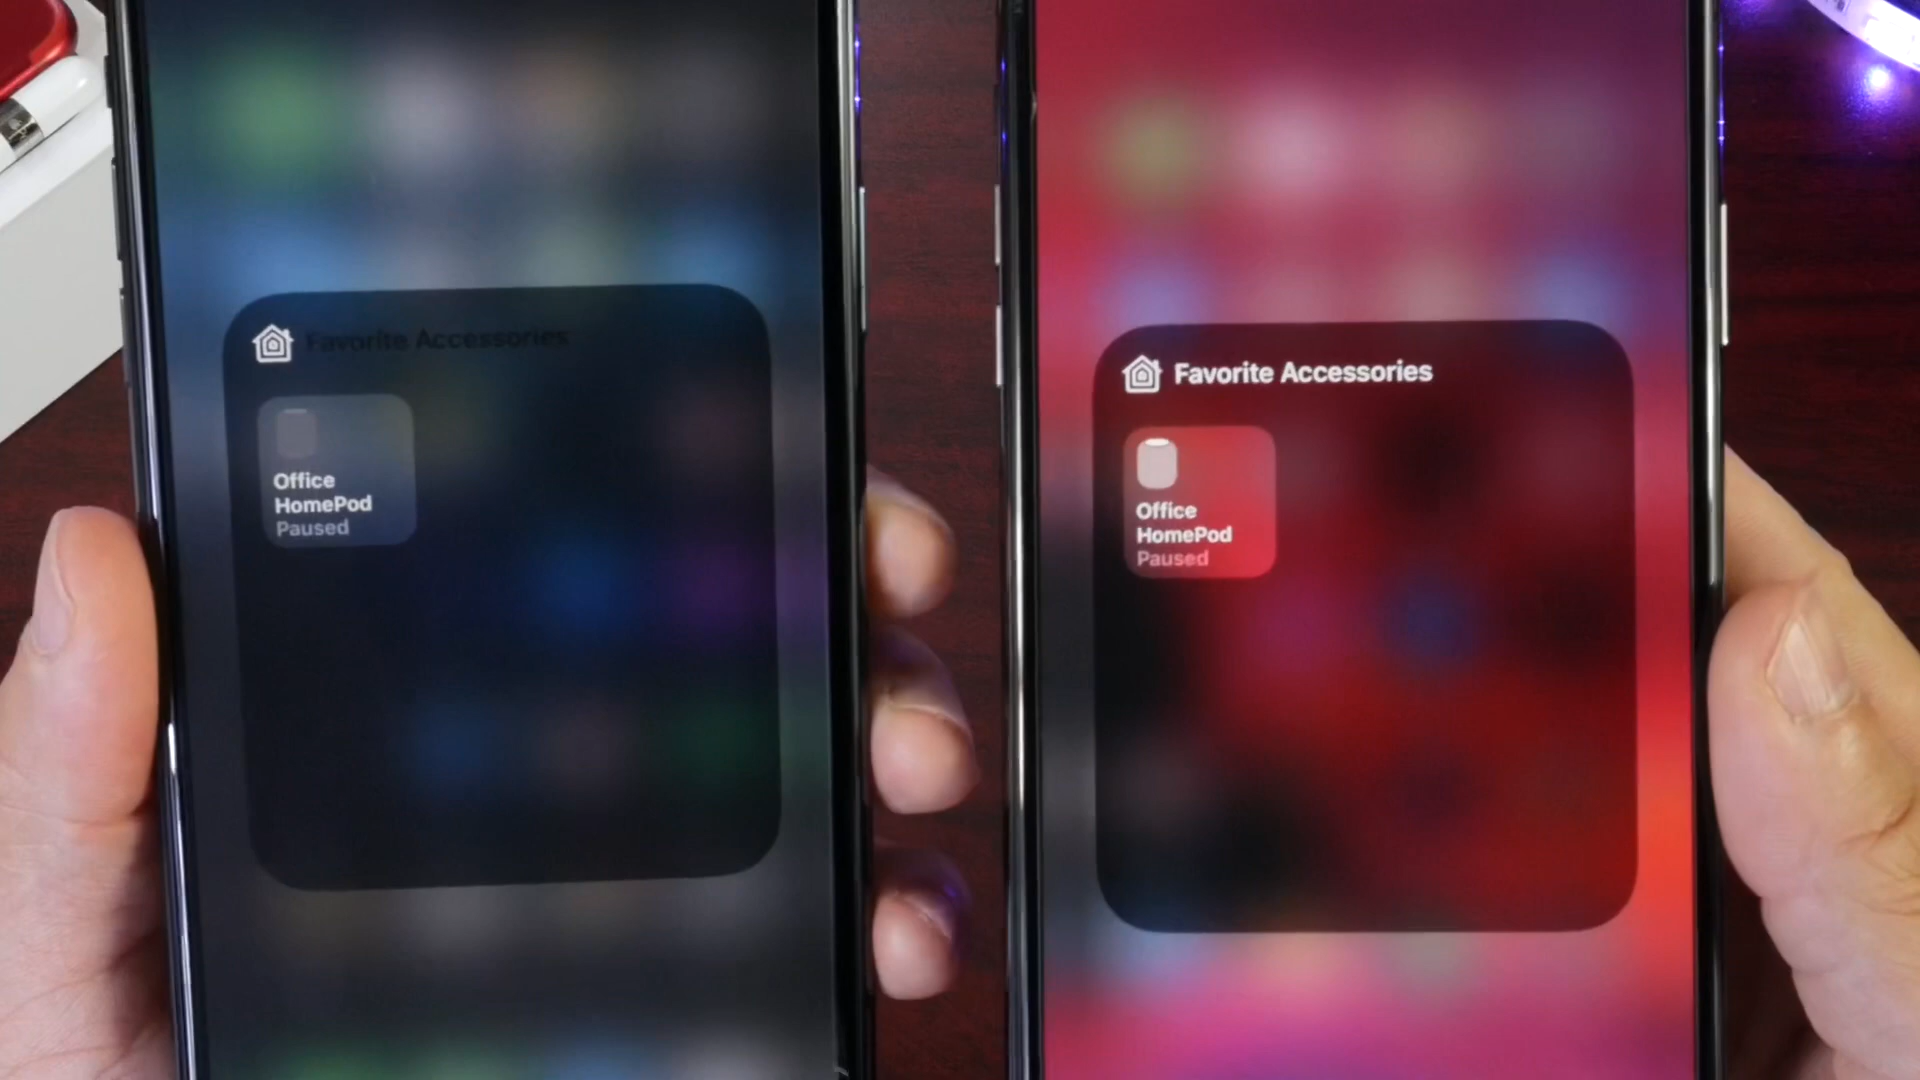 Favorite Accessories
Office
HomePod
Paused
Favorite Accessories
Office
HomePod
Paused